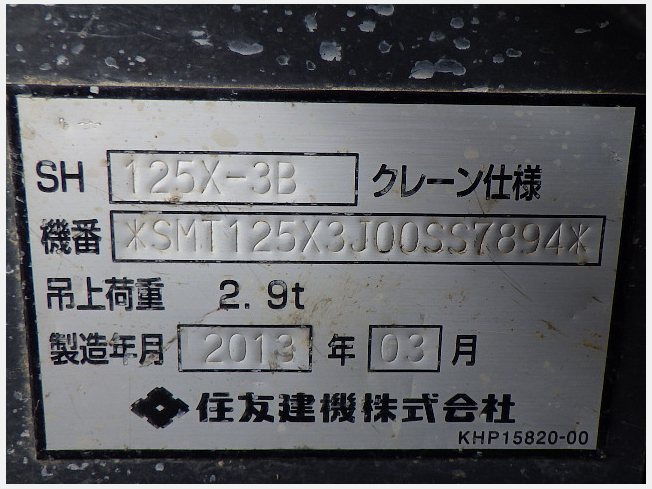 SH 125X-3B クレーン仕様
機番 *SMT125X3J00SS7894*
吊上荷重 2.9t
製造年月 2013 年 03 月
住友建機株式会社
KHP15820-00